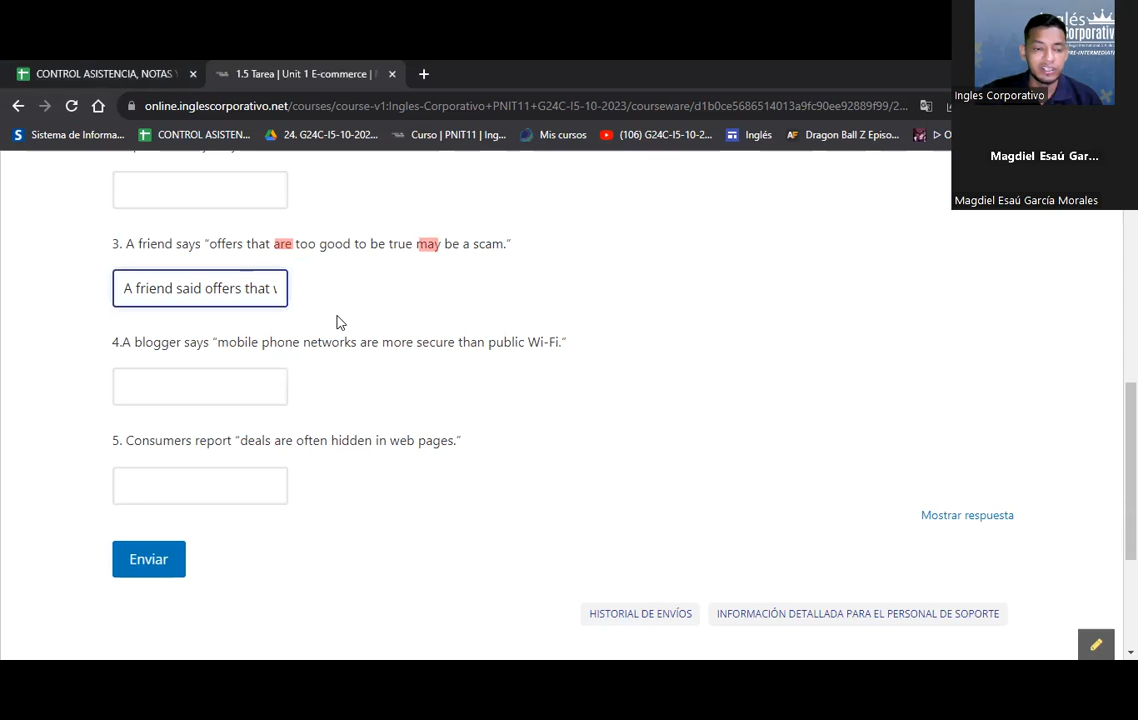 CONTROL ASISTENCIA, NOTAS
1.5 Tarea | Unit 1 E-commerce |
online.inglescorporativo.net/courses/course-v1:Ingles-Corporativo+PNIT11+G24C-I5-10-2023/courseware/d1b0ce5686514013a9fc90ee92889f99/2...
Sistema de Informa...
CONTROL ASISTEN...
24. G24C-I5-10-202...
Curso | PNIT11 | Ing...
Mis cursos
(106) G24C-I5-10-2...
Inglés
Dragon Ball Z Episo...
Ingles Corporativo
Magdiel Esaú Gar...
Magdiel Esaú García Morales
3. A friend says “offers that are too good to be true may be a scam.”
A friend said offers that
4.A blogger says “mobile phone networks are more secure than public Wi-Fi.”
5. Consumers report “deals are often hidden in web pages.”
Mostrar respuesta
Enviar
HISTORIAL DE ENVÍOS
INFORMACIÓN DETALLADA PARA EL PERSONAL DE SOPORTE